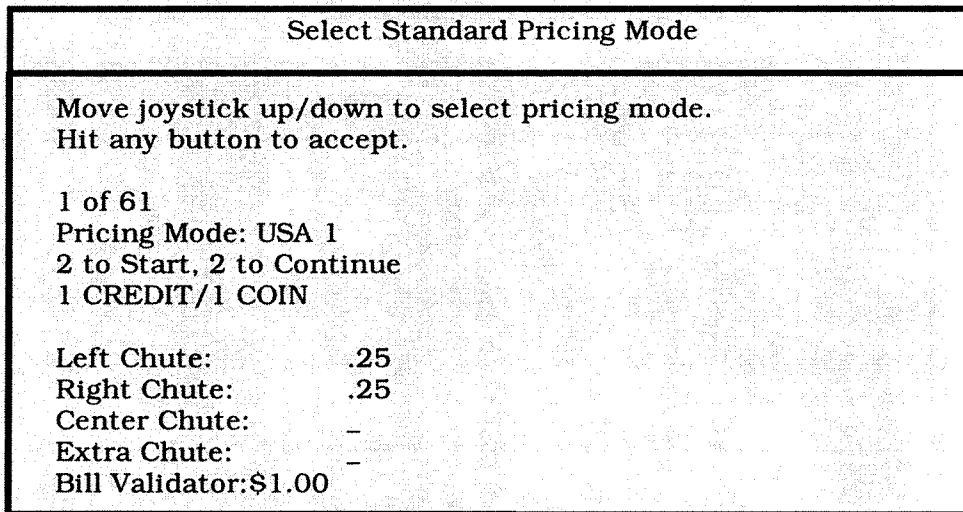 Select Standard Pricing Mode
Move joystick up/down to select pricing mode.
Hit any button to accept.
1 of 61
Pricing Mode: USA 1
2 to Start, 2 to Continue
1 CREDIT/1 COIN
Left Chute: .25
Right Chute: .25
Center Chute: _
Extra Chute: _
Bill Validator:$1.00